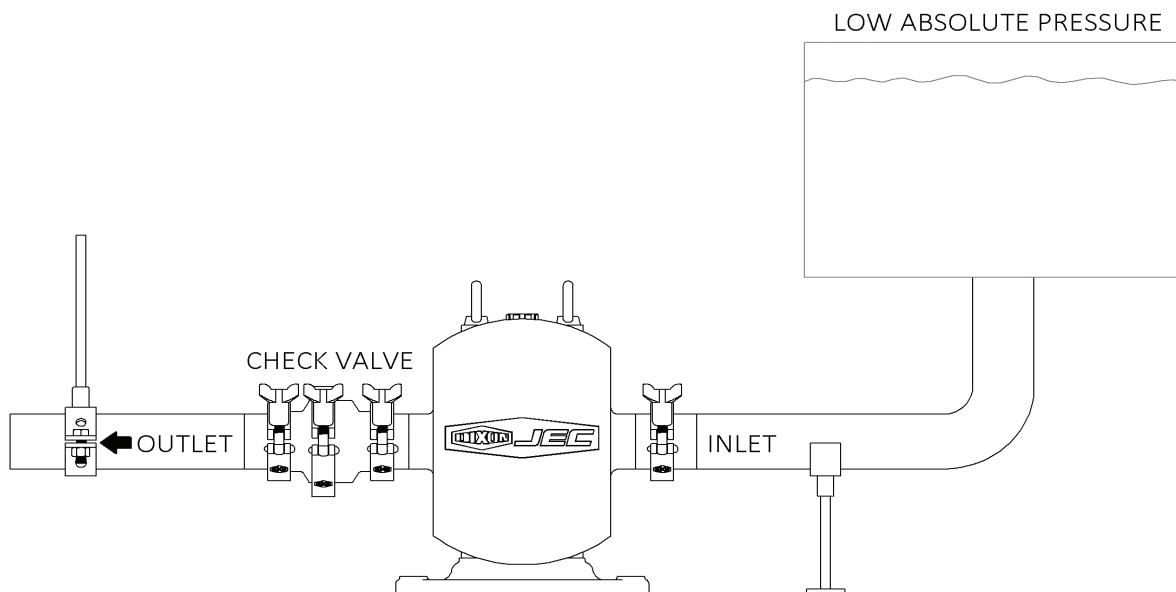 LOW ABSOLUTE PRESSURE
CHECK VALVE
OUTLET
DIXON JEC
INLET